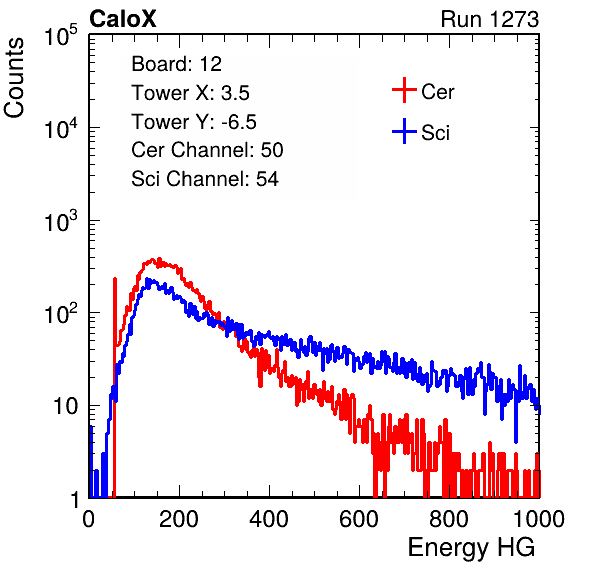 CaloX
Run 1273
Counts
10^5
10^4
10^3
10^2
10
1
Board: 12
Tower X: 3.5
Tower Y: -6.5
Cer Channel: 50
Sci Channel: 54
Cer
Sci
0 200 400 600 800 1000
Energy HG